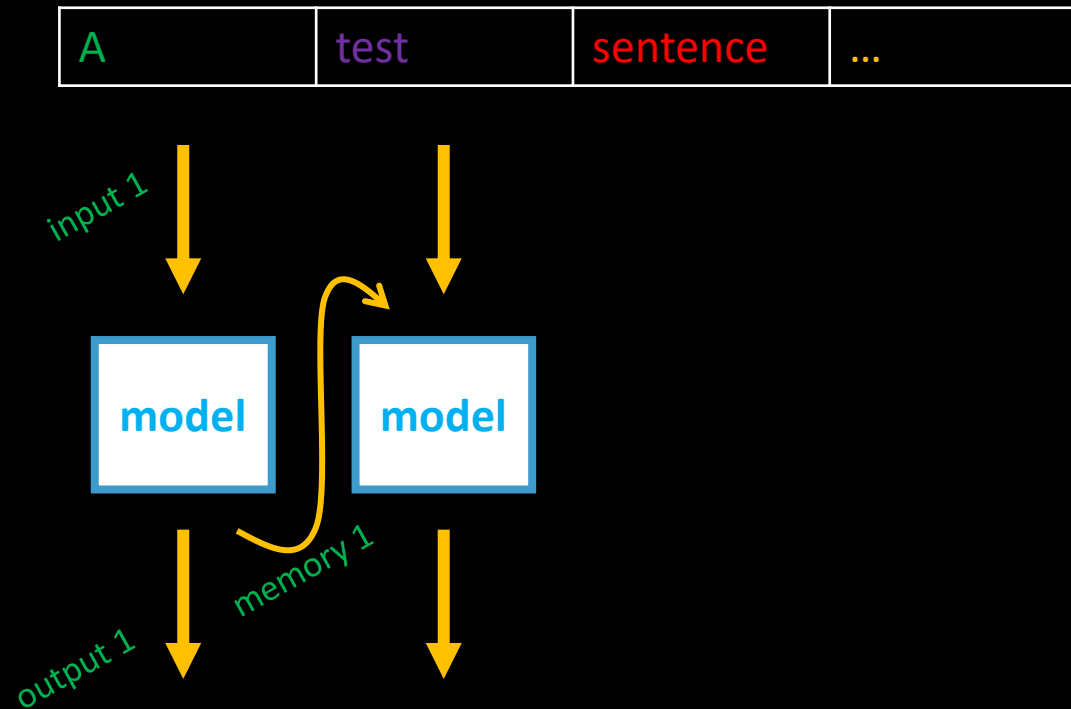 A test sentence …
input 1
model model
memory 1
output 1